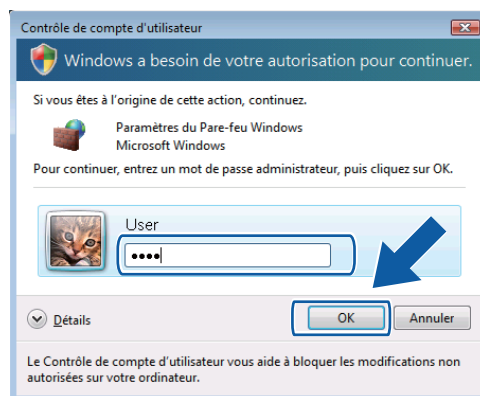 Contrôle de compte d'utilisateur
Windows a besoin de votre autorisation pour continuer.
Si vous êtes à l'origine de cette action, continuez.
Paramètres du Pare-feu Windows
Microsoft Windows
Pour continuer, entrez un mot de passe administrateur, puis cliquez sur OK.
User
••••
Détails
OK
Annuler
Le Contrôle de compte d'utilisateur vous aide à bloquer les modifications non
autorisées sur votre ordinateur.